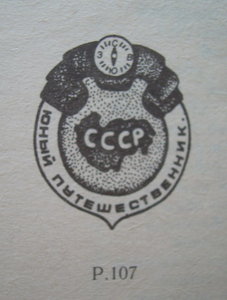 С
З В
Ю
СССР
ЮНЫЙ ПУТЕШЕСТВЕННИК.
Р.107